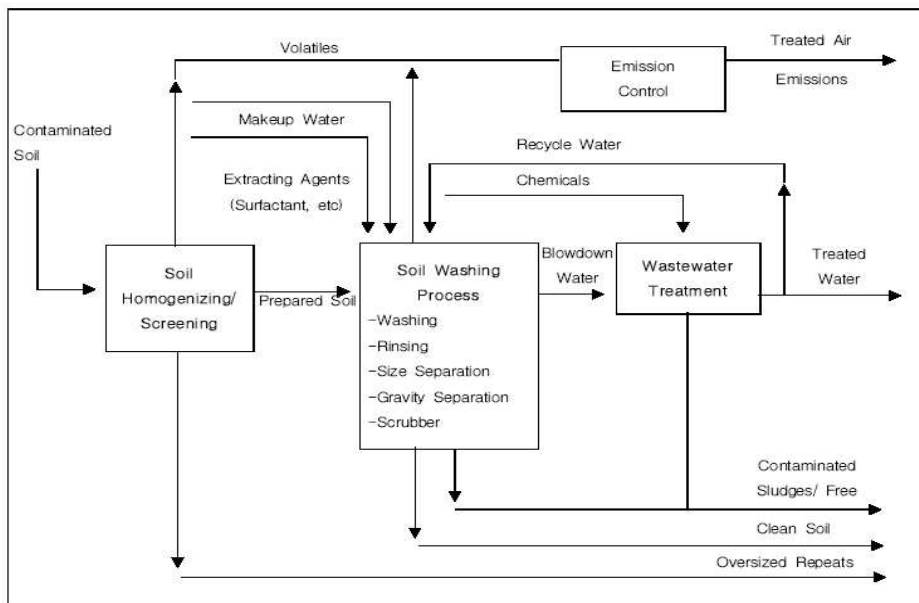 Volatiles
Treated Air
Emissions
Emission
Control
Makeup Water
Contaminated
Soil
Recycle Water
Extracting Agents
(Surfactant, etc)
Chemicals
Soil
Homogenizing/
Screening
Prepared Soil
Soil Washing
Process
-Washing
-Rinsing
-Size Separation
-Gravity Separation
-Scrubber
Blowdown
Water
Wastewater
Treatment
Treated
Water
Contaminated
Sludges/ Free
Clean Soil
Oversized Repeats